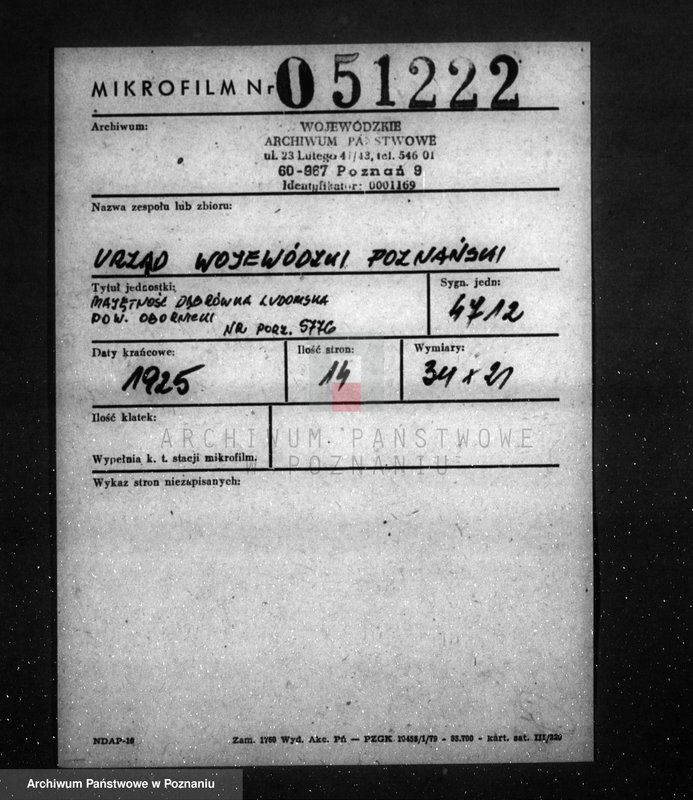 MIKROFILM Nr 051222
Archiwum:
WOJEWÓDZKIE
ARCHIWUM PAŃSTWOWE
ul. 23 Lutego 41/43, tel. 546 01
60-967 Poznań 9
Identyfikator: 0001169
Nazwa zespołu lub zbioru:
URZĄD WOJEWÓDZKI POZNAŃSKI
Tytuł jednostki:
MAJĘTNOŚĆ DĄBRÓWKA LUDOMSKA
POW. OBORNICKI
NR PORZ. 5776
Sygn. jedn:
4712
Daty krańcowe:
1925
Ilość stron:
14
Wymiary:
34 x 21
Ilość klatek:
ARCHIWUM PAŃSTWOWE
W POZNANIU
Wypełnia k. t. stacji mikrofilm.
Wykaz stron niezapisanych:
NDAP-10 Zam. 1760 Wyd. Akc. Pń — PZGK 10458/1/79 - kart. sat. III/220
Archiwum Państwowe w Poznaniu